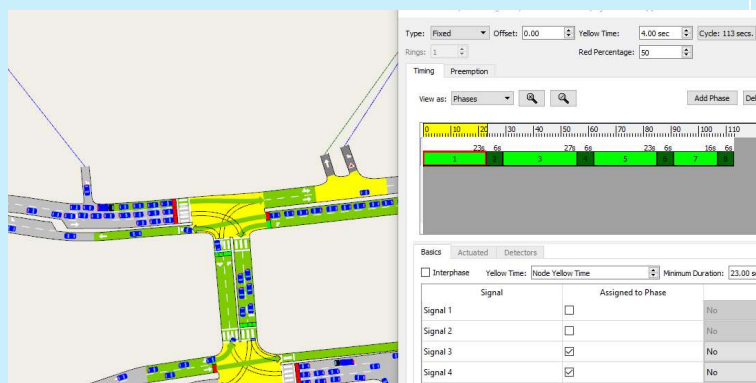 Type: Fixed Offset: 0.00 Yellow Time: 4.00 sec Cycle: 113 secs.
Rings: 1 Red Percentage: 50
Timing Preemption
View as: Phases Add Phase Del
0 10 20 30 40 50 60 70 80 90 100 110
23s 6s 27s 6s 23s 6s 16s 6s
1 2 3 4 5 6 7 8
Basics Actuated Detectors
Interphase Yellow Time: Node Yellow Time Minimum Duration: 23.00 s
Signal Assigned to Phase
Signal 1 No
Signal 2 No
Signal 3 No
Signal 4 No